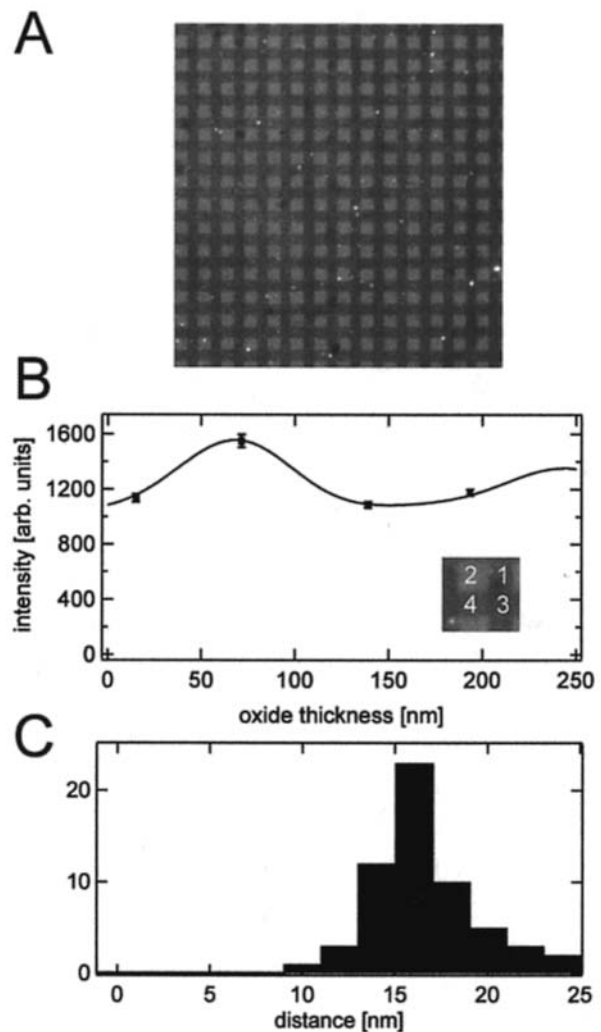 A
B
1600
1200
800
400
0
intensity [arb. units]
2 1
4 3
0 50 100 150 200 250
oxide thickness [nm]
C
20
10
0
0 5 10 15 20 25
distance [nm]